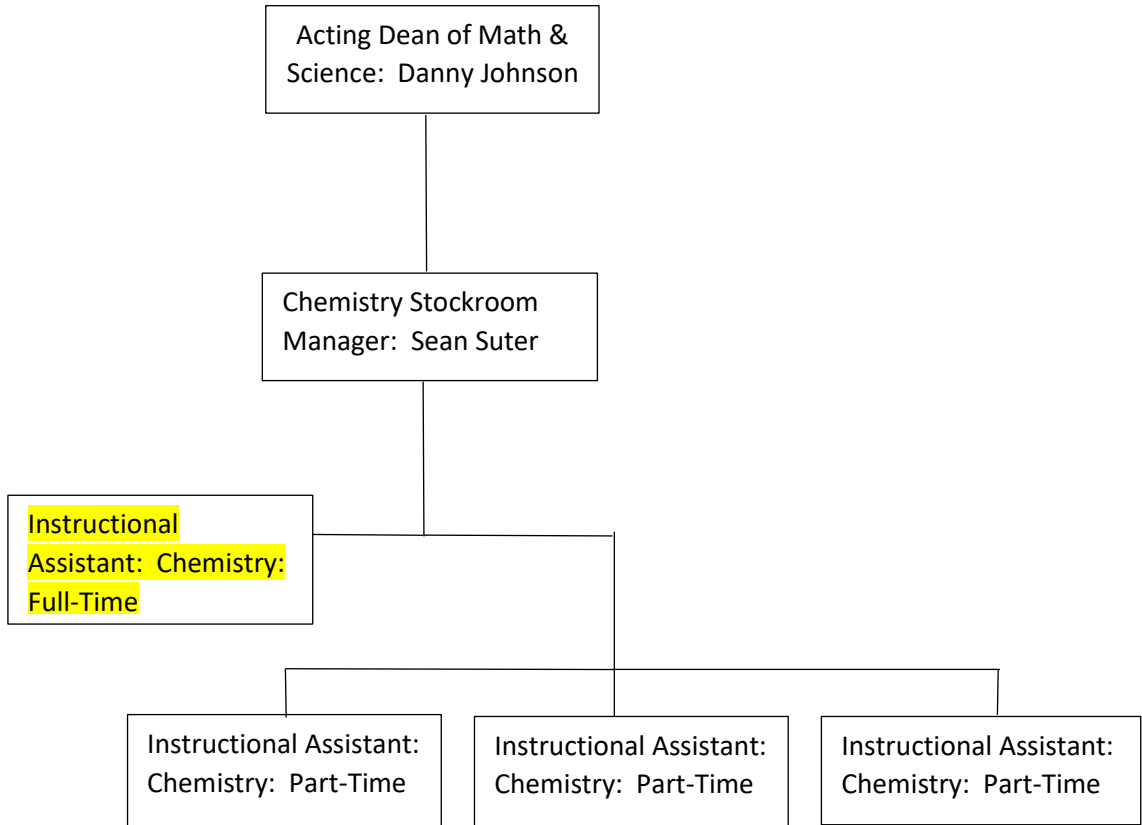 Acting Dean of Math &
Science: Danny Johnson
Chemistry Stockroom
Manager: Sean Suter
Instructional
Assistant: Chemistry:
Full-Time
Instructional Assistant:
Chemistry: Part-Time
Instructional Assistant:
Chemistry: Part-Time
Instructional Assistant:
Chemistry: Part-Time